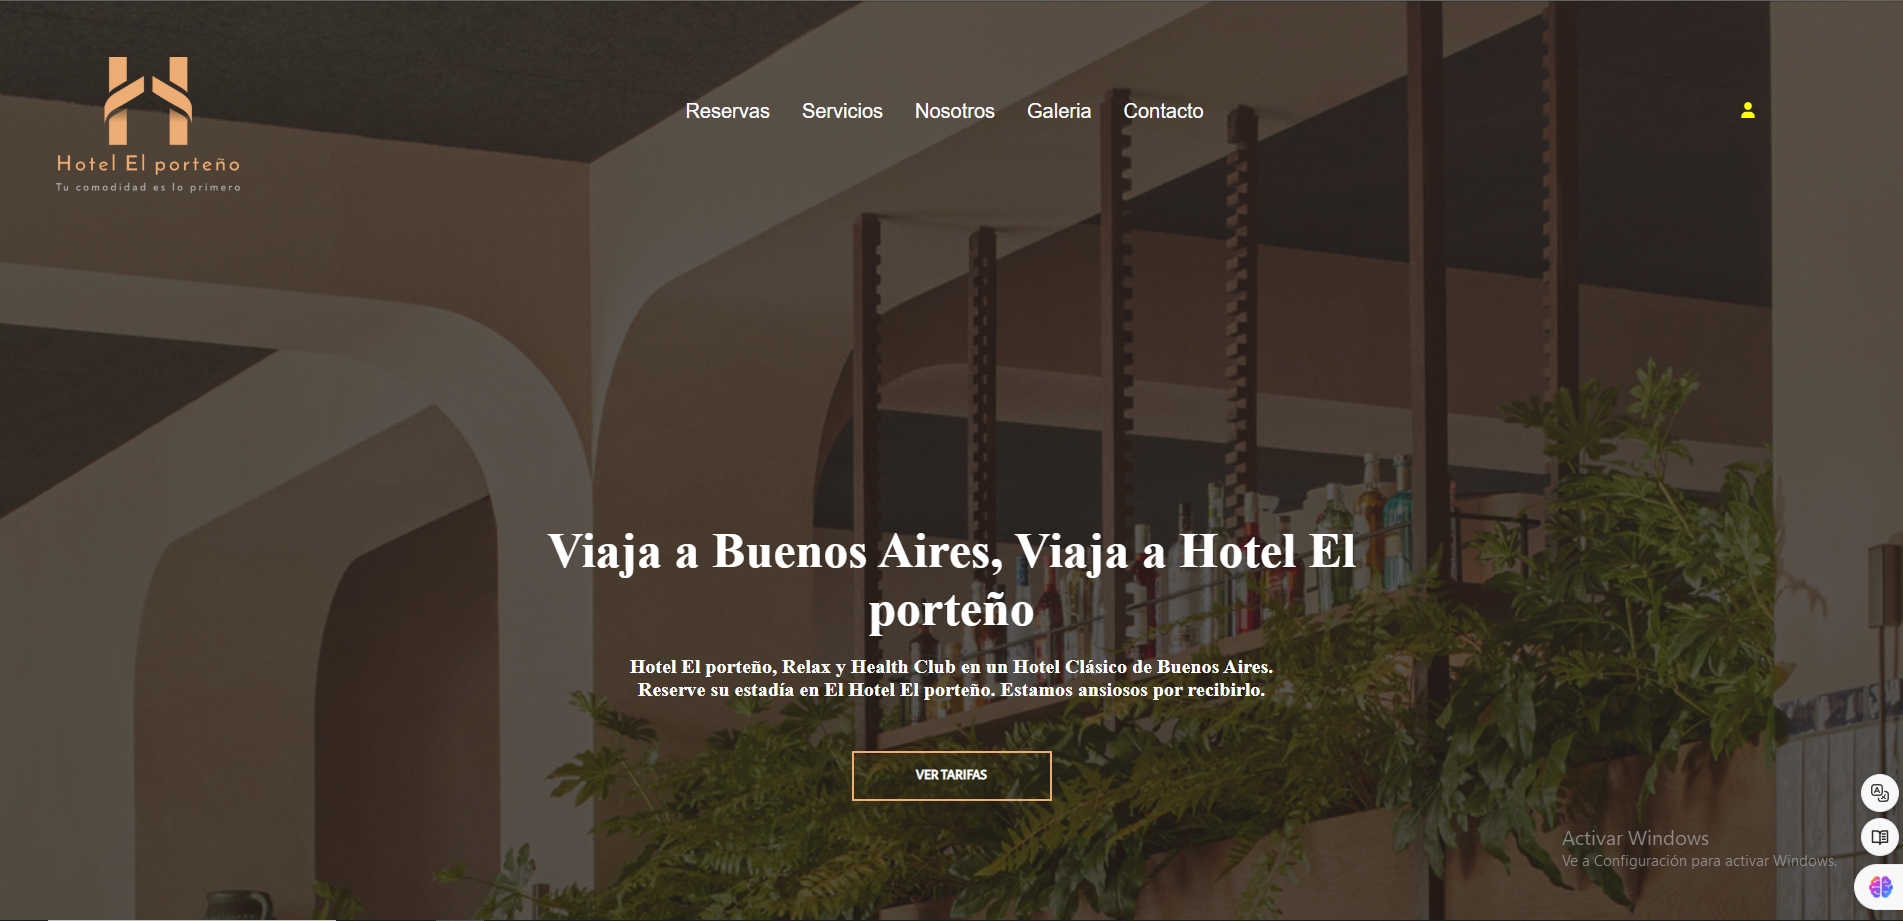 Hotel El porteño
Tu comodidad es lo primero
Reservas
Servicios
Nosotros
Galeria
Contacto
Viaja a Buenos Aires, Viaja a Hotel El
porteño
Hotel El porteño, Relax y Health Club en un Hotel Clásico de Buenos Aires.
Reserve su estadía en El Hotel El porteño. Estamos ansiosos por recibirlo.
VER TARIFAS
Activar Windows
Ve a Configuración para activar Windows.